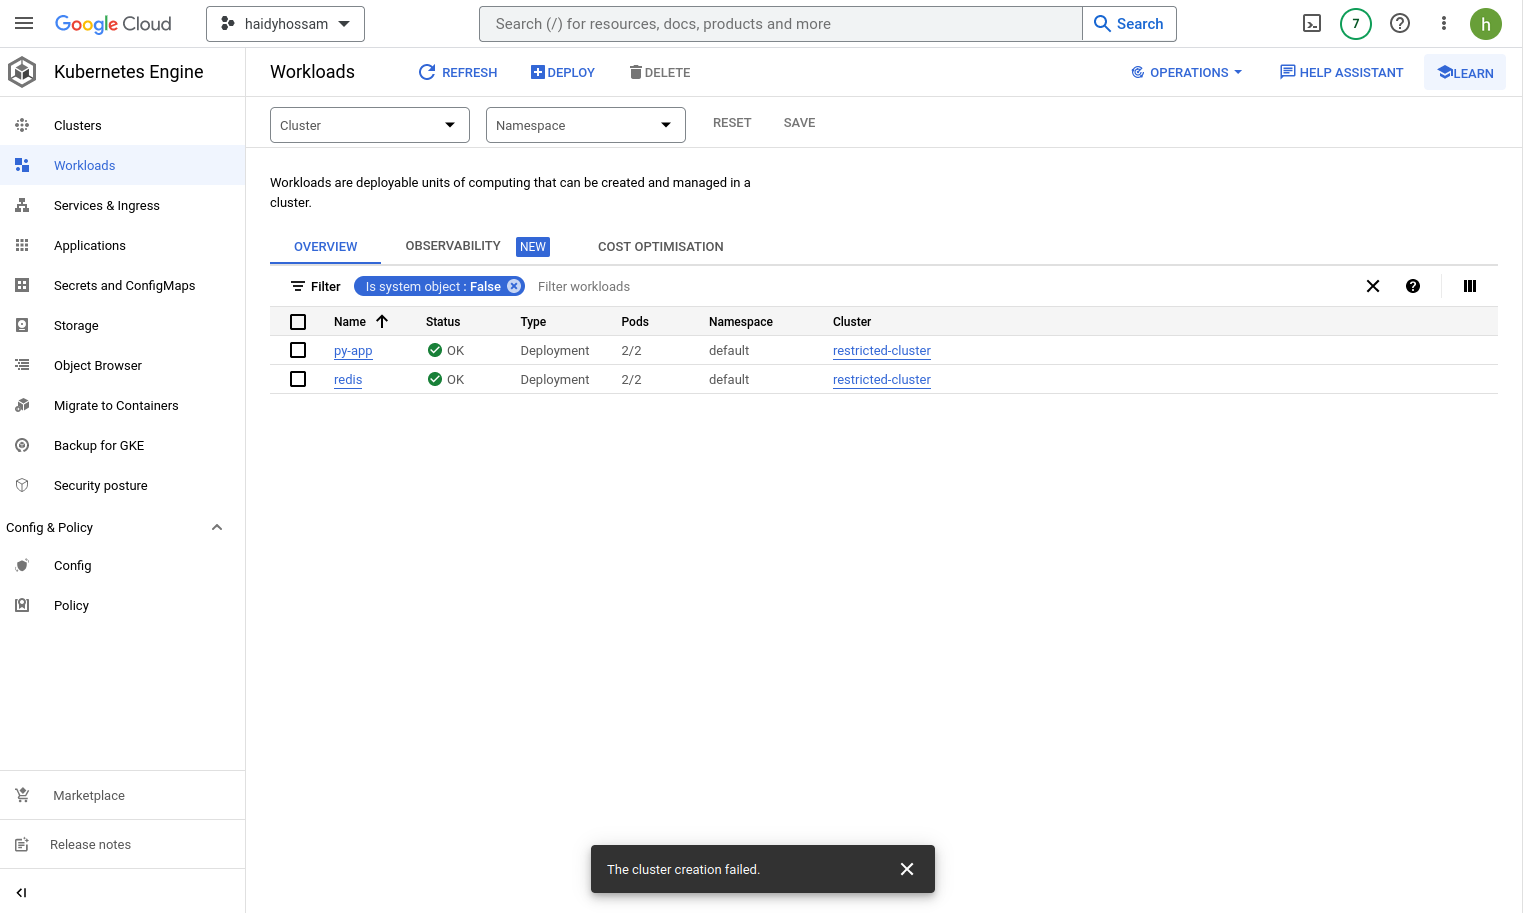 Google Cloud
haidyhossam
Search (/) for resources, docs, products and more
Search
7
h
Kubernetes Engine
Workloads
REFRESH
DEPLOY
DELETE
OPERATIONS
HELP ASSISTANT
LEARN
Clusters
Workloads
Services & Ingress
Applications
Secrets and ConfigMaps
Storage
Object Browser
Migrate to Containers
Backup for GKE
Security posture
Config & Policy
Config
Policy
Marketplace
Release notes
Cluster
Namespace
RESET
SAVE
Workloads are deployable units of computing that can be created and managed in a
cluster.
OVERVIEW
OBSERVABILITY NEW
COST OPTIMISATION
Filter
Is system object : False
Filter workloads
Name Status Type Pods Namespace Cluster
py-app OK Deployment 2/2 default restricted-cluster
redis OK Deployment 2/2 default restricted-cluster
The cluster creation failed.